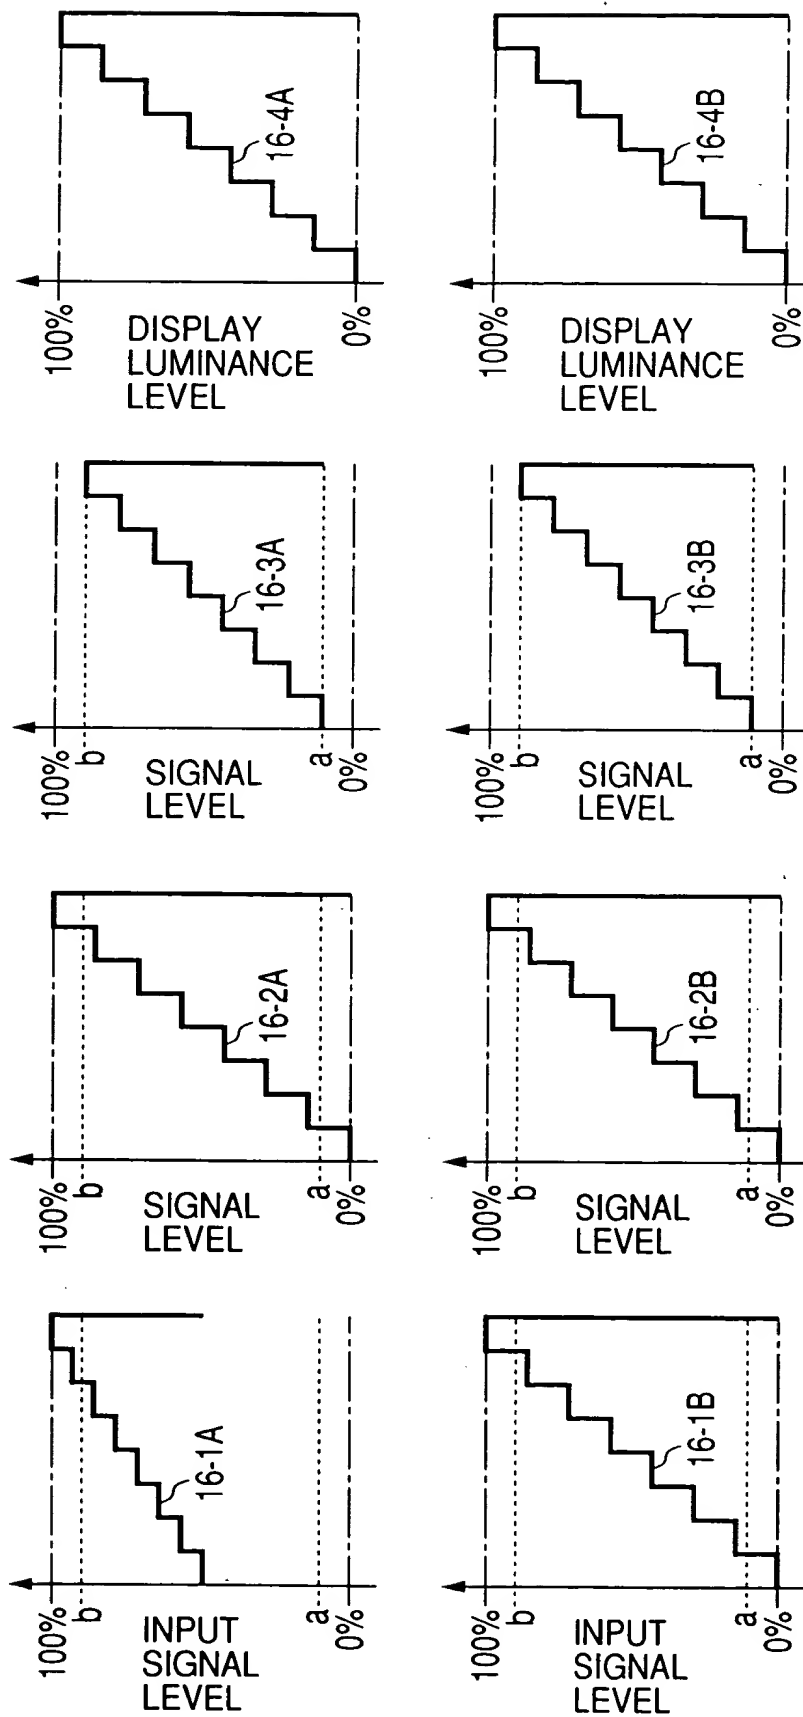 100%
b
INPUT
SIGNAL
LEVEL
a
0%
16-1A
100%
b
SIGNAL
LEVEL
a
0%
16-2A
100%
b
SIGNAL
LEVEL
a
0%
16-3A
100%
DISPLAY
LUMINANCE
LEVEL
0%
16-4A
100%
b
INPUT
SIGNAL
LEVEL
a
0%
16-1B
100%
b
SIGNAL
LEVEL
a
0%
16-2B
100%
b
SIGNAL
LEVEL
a
0%
16-3B
100%
DISPLAY
LUMINANCE
LEVEL
0%
16-4B